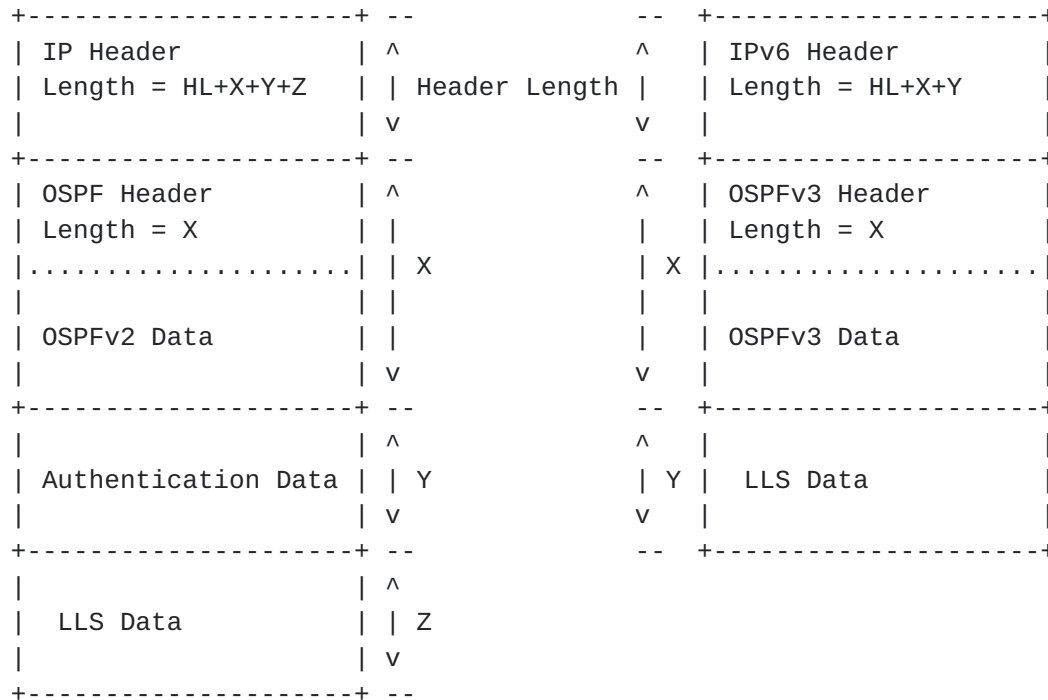 +---------------------+ --              --  +---------------------+
| IP Header           | ^               ^   | IPv6 Header         |
| Length = HL+X+Y+Z   | | Header Length |   | Length = HL+X+Y     |
|                     | v               v   |                     |
+---------------------+ --              --  +---------------------+
| OSPF Header         | ^               ^   | OSPFv3 Header       |
| Length = X          | |               |   | Length = X          |
|.....................| | X             | X |.....................|
|                     | |               |   |                     |
| OSPFv2 Data         | |               |   | OSPFv3 Data         |
|                     | v               v   |                     |
+---------------------+ --              --  +---------------------+
|                     | ^               ^   |                     |
| Authentication Data | | Y             | Y |  LLS Data           |
|                     | v               v   |                     |
+---------------------+ --              --  +---------------------+
|                     | ^
|  LLS Data           | | Z
|                     | v
+---------------------+ --